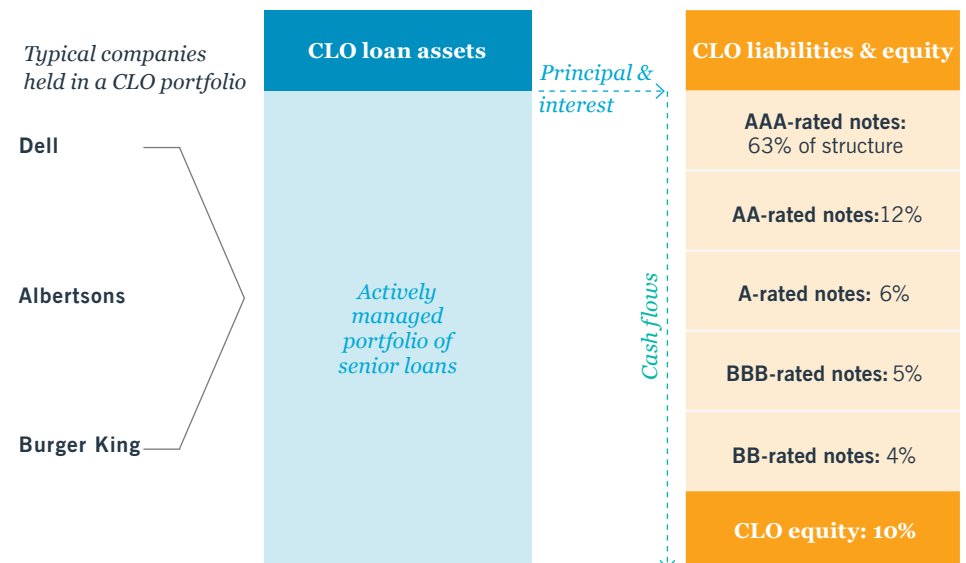 Typical companies
held in a CLO portfolio
Dell
Albertsons
Burger King
CLO loan assets
Actively
managed
portfolio of
senior loans
Principal &
interest
Cash flows
CLO liabilities & equity
AAA-rated notes:
63% of structure
AA-rated notes:12%
A-rated notes: 6%
BBB-rated notes: 5%
BB-rated notes: 4%
CLO equity: 10%